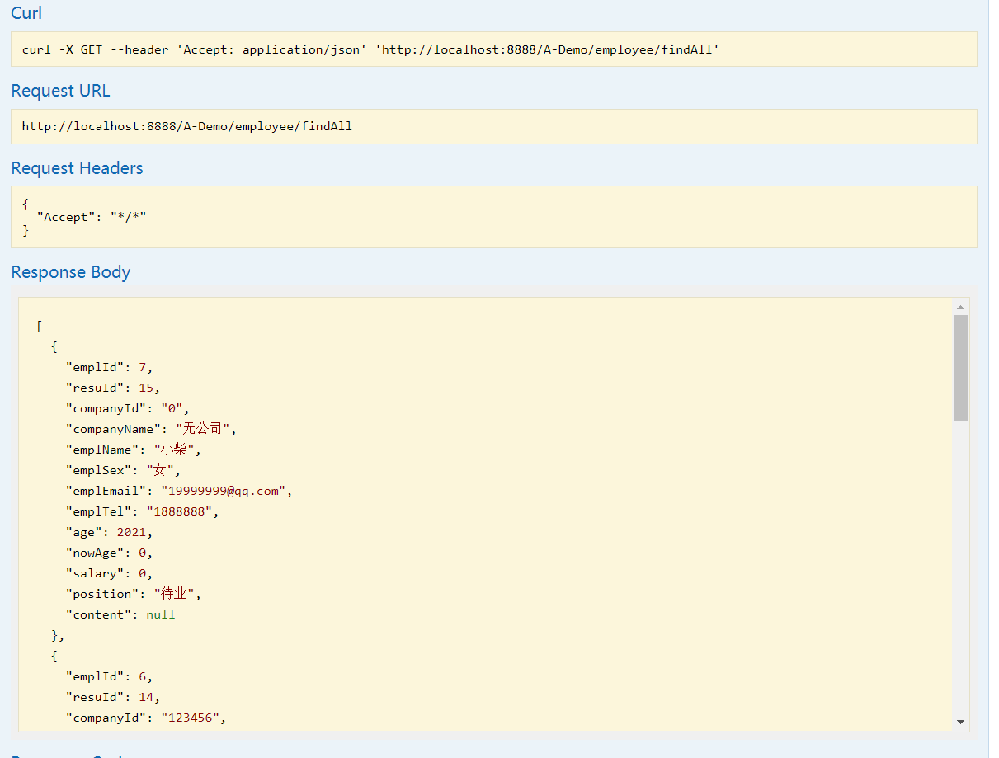 Curl
curl -X GET --header 'Accept: application/json' 'http://localhost:8888/A-Demo/employee/findAll'
Request URL
http://localhost:8888/A-Demo/employee/findAll
Request Headers
{
  "Accept": "*/*"
}
Response Body
[
  {
    "emplId": 7,
    "resuId": 15,
    "companyId": "0",
    "companyName": "无公司",
    "emplName": "小柴",
    "emplSex": "女",
    "emplEmail": "19999999@qq.com",
    "emplTel": "1888888",
    "age": 2021,
    "nowAge": 0,
    "salary": 0,
    "position": "待业",
    "content": null
  },
  {
    "emplId": 6,
    "resuId": 14,
    "companyId": "123456",